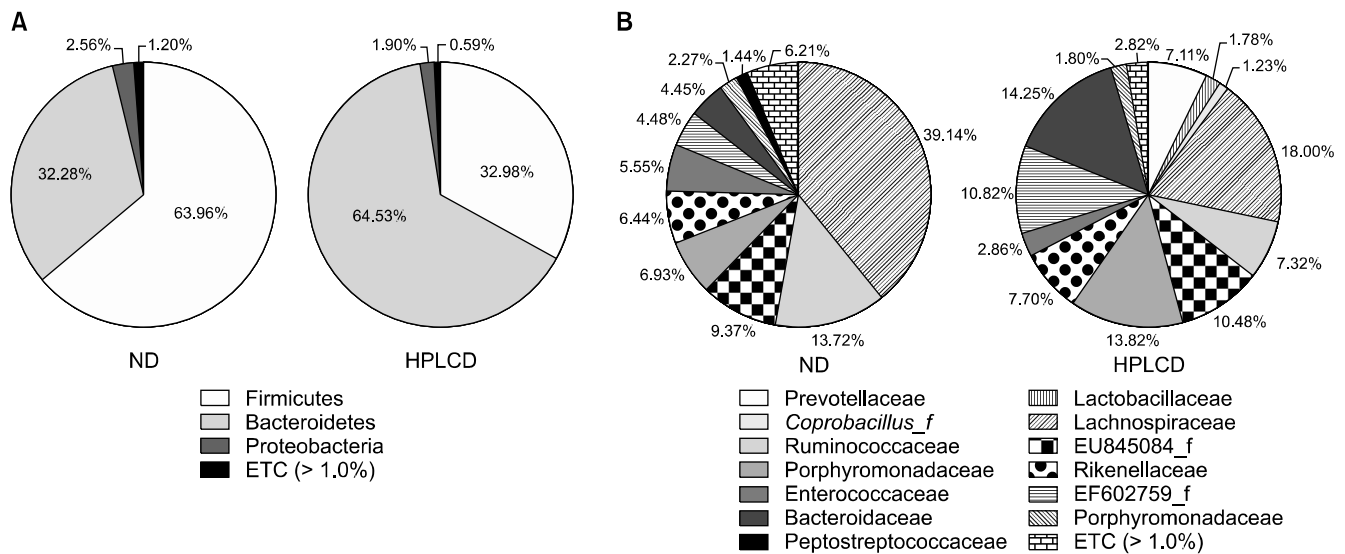 A
B
2.56%
1.20%
32.28%
63.96%
ND
1.90%
0.59%
32.98%
64.53%
HPLCD
Firmicutes
Bacteroidetes
Proteobacteria
ETC (> 1.0%)
2.27%
1.44%
6.21%
4.45%
4.48%
39.14%
5.55%
6.44%
6.93%
9.37%
13.72%
ND
1.80%
2.82%
7.11%
1.78%
1.23%
14.25%
18.00%
10.82%
2.86%
7.32%
7.70%
10.48%
13.82%
HPLCD
Prevotellaceae
Coprobacillus_f
Ruminococcaceae
Porphyromonadaceae
Enterococcaceae
Bacteroidaceae
Peptostreptococcaceae
Lactobacillaceae
Lachnospiraceae
EU845084_f
Rikenellaceae
EF602759_f
Porphyromonadaceae
ETC (> 1.0%)